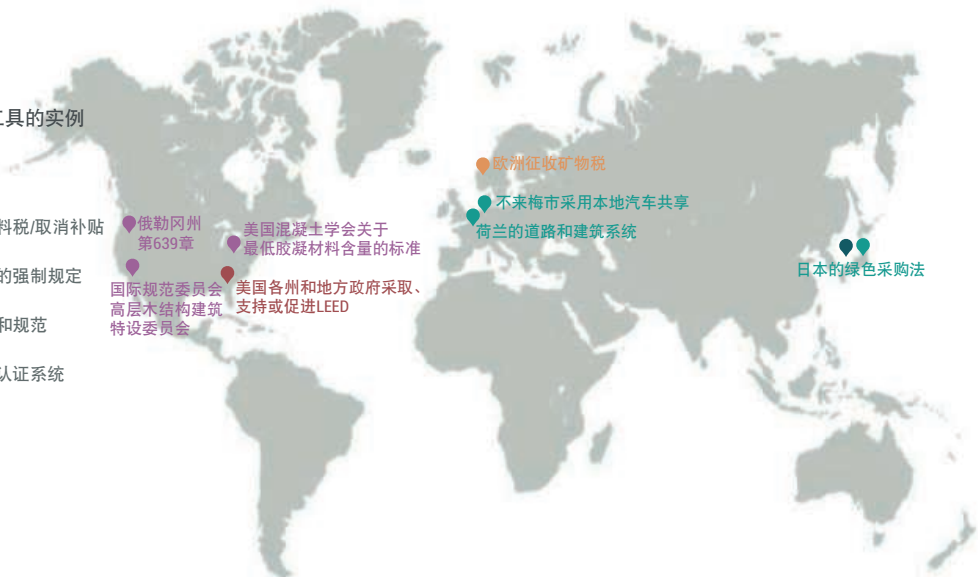 工具的实例
料税/取消补贴
的强制规定
和规范
认证系统
俄勒冈州
第639章
美国混凝土学会关于
最低胶凝材料含量的标准
国际规范委员会
高层木结构建筑
特设委员会
美国各州和地方政府采取、
支持或促进LEED
欧洲征收矿物税
不来梅市采用本地汽车共享
荷兰的道路和建筑系统
日本的绿色采购法